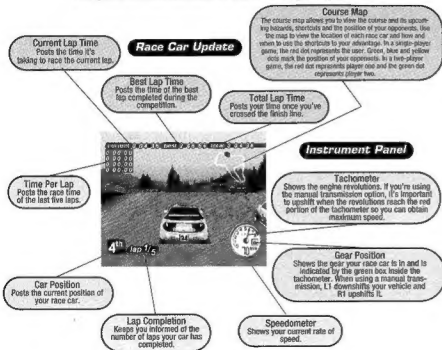 Course Map
The course map allows you to view the course and its upcom-
ing hazards, shortcuts and the position of your opponents. Use
the map to view the location of each race car and how and
when to use the shortcuts to your advantage. In a single-player
game, the red dot represents the user. Green, blue and yellow
dots mark the position of your opponents. In a two-player
game, the red dot represents player one and the green dot
represents player two.
Current Lap Time
Posts the time it's
taking to race the current lap.
Race Car Update
Best Lap Time
Posts the time of the best
lap completed during the
competition.
Total Lap Time
Posts your time once you've
crossed the finish line.
Instrument Panel
Time Per Lap
Posts the race time
of the last five laps.
Tachometer
Shows the engine revolutions. If you're using
the manual transmission option, it's important
to upshift when the revolutions reach the red
portion of the tachometer so you can obtain
maximum speed.
4th lap 1/5
Gear Position
Shows the gear your race car is in and is
indicated by the green box inside the
tachometer. When using a manual trans-
mission, L1 downshifts your vehicle and
R1 upshifts it.
Car Position
Posts the current position of
your race car.
Lap Completion
Keeps you informed of the
number of laps your car has
completed.
Speedometer
Shows your current rate of
speed.